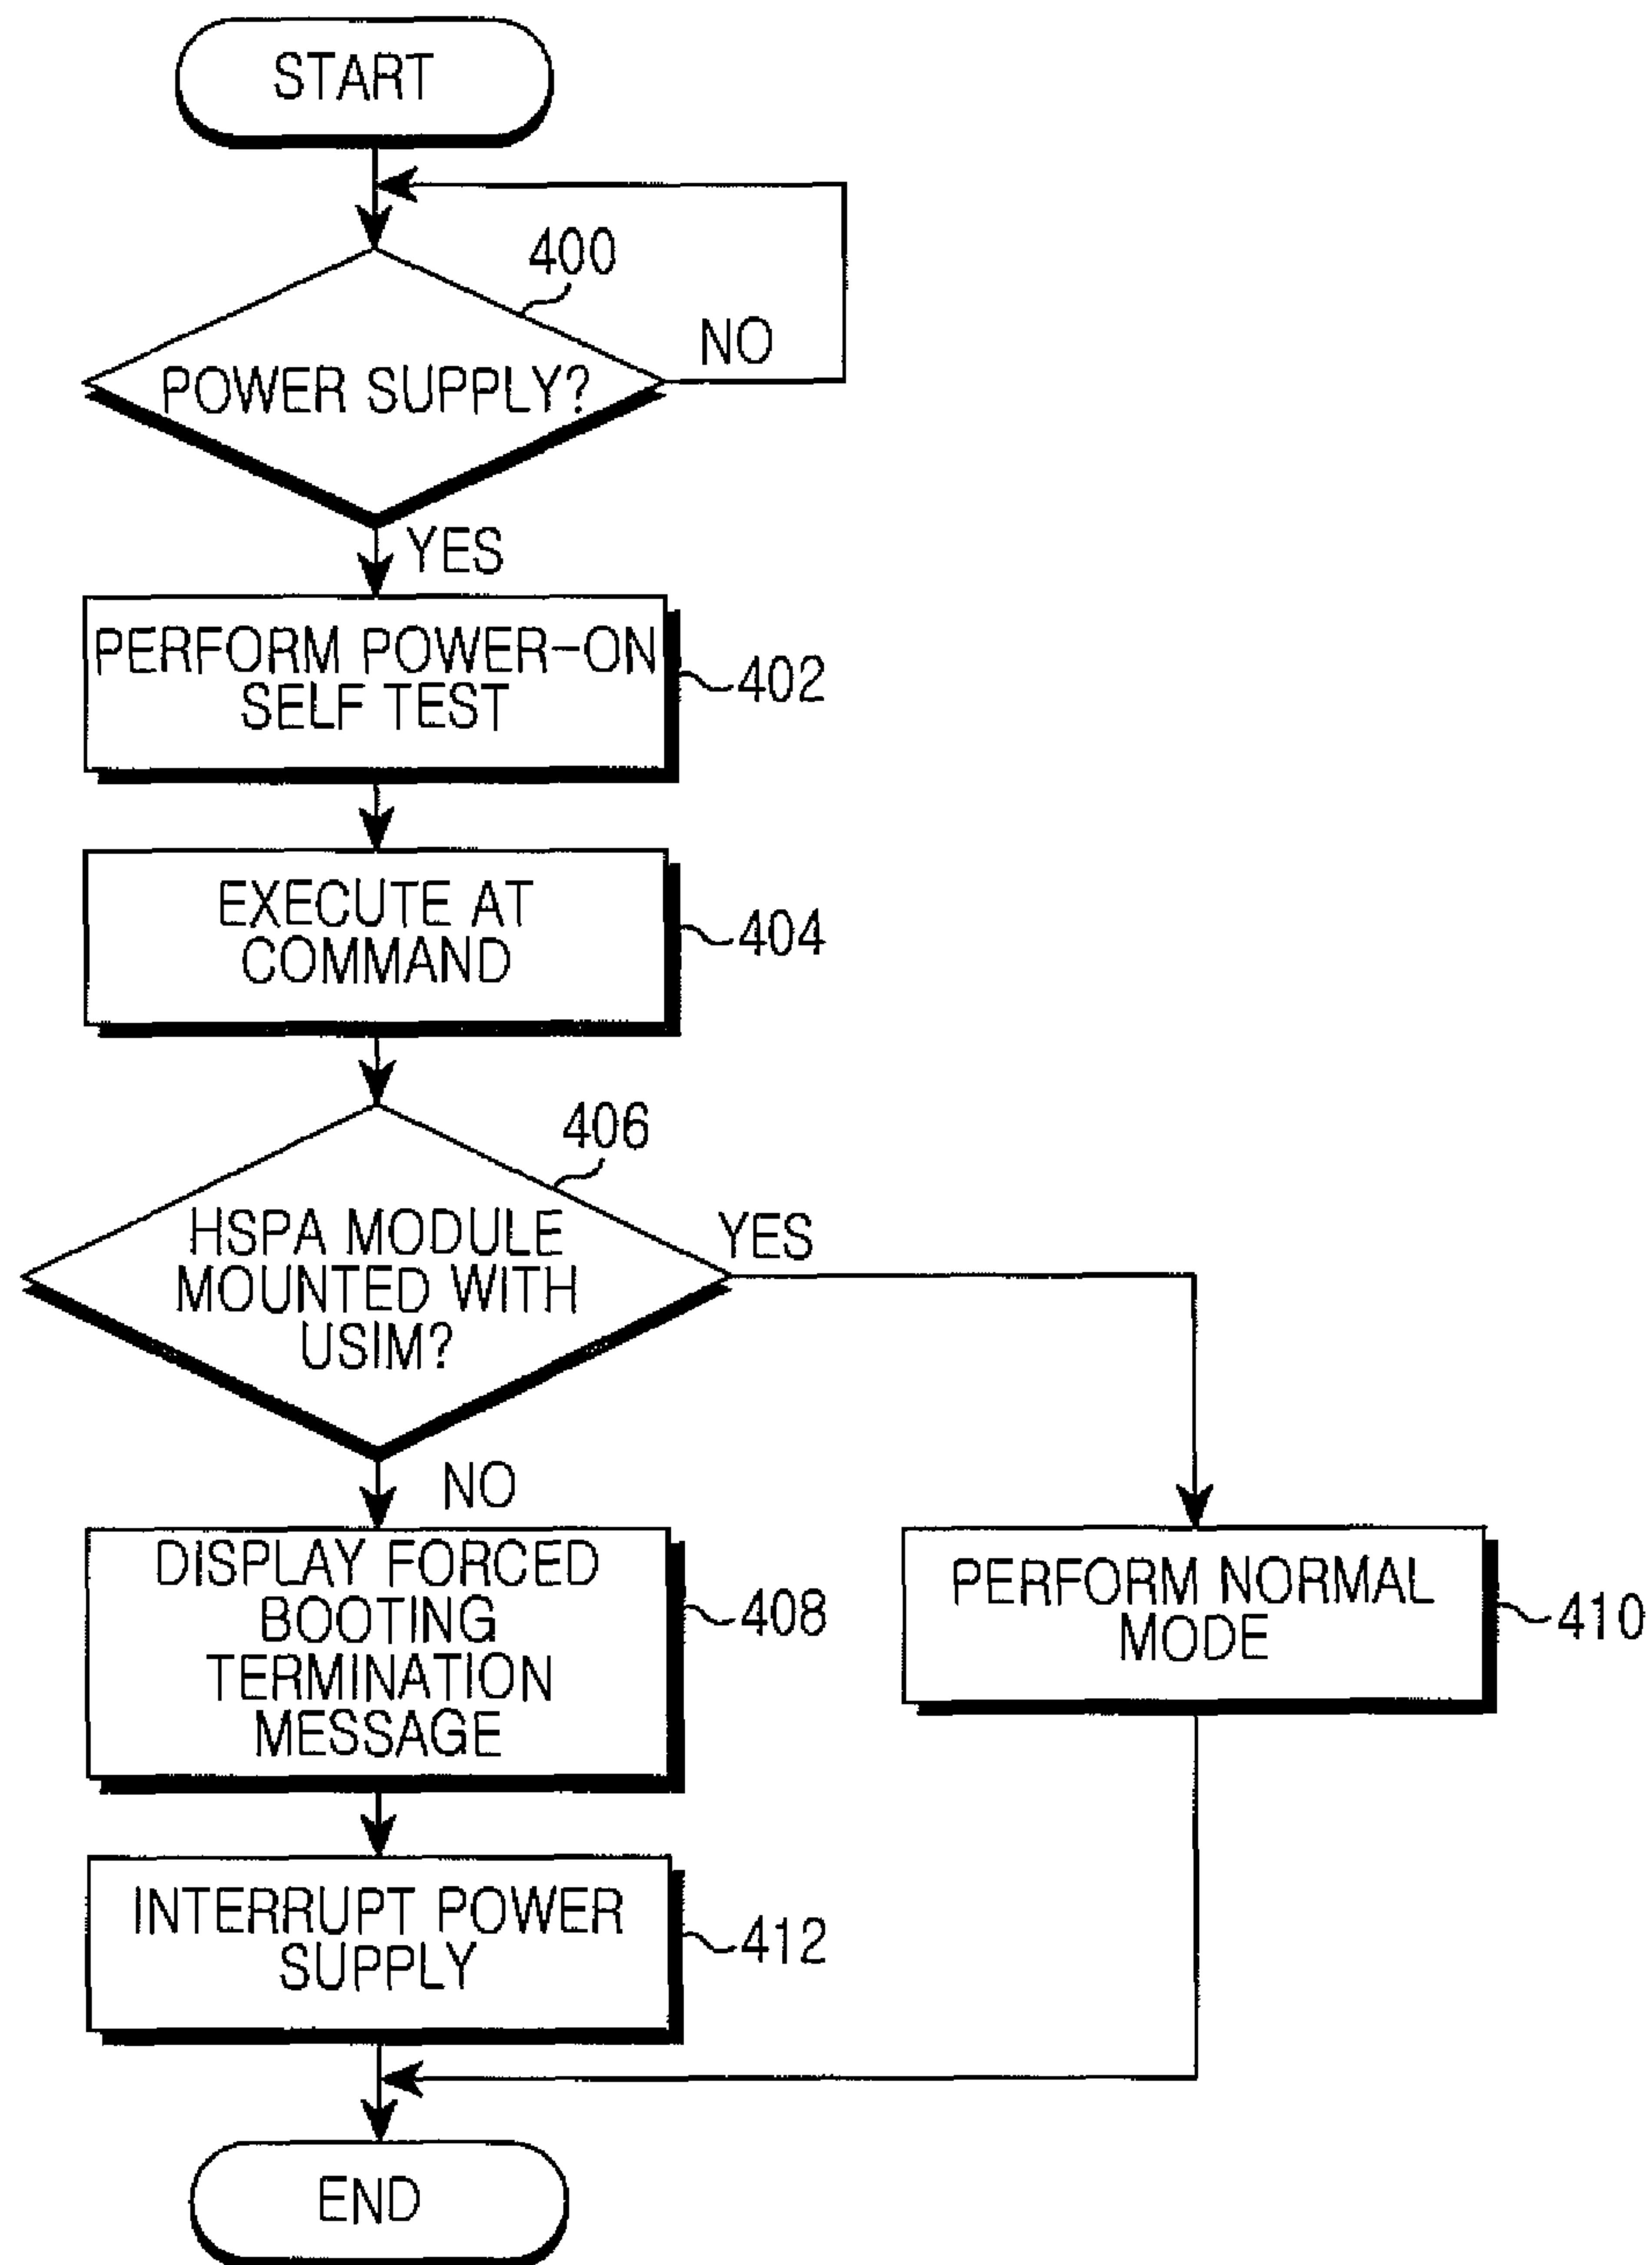 START
400
POWER SUPPLY?
NO
YES
PERFORM POWER-ON
SELF TEST
402
EXECUTE AT
COMMAND
404
406
HSPA MODULE
MOUNTED WITH
USIM?
YES
NO
DISPLAY FORCED
BOOTING
TERMINATION
MESSAGE
408
PERFORM NORMAL
MODE
410
INTERRUPT POWER
SUPPLY
412
END